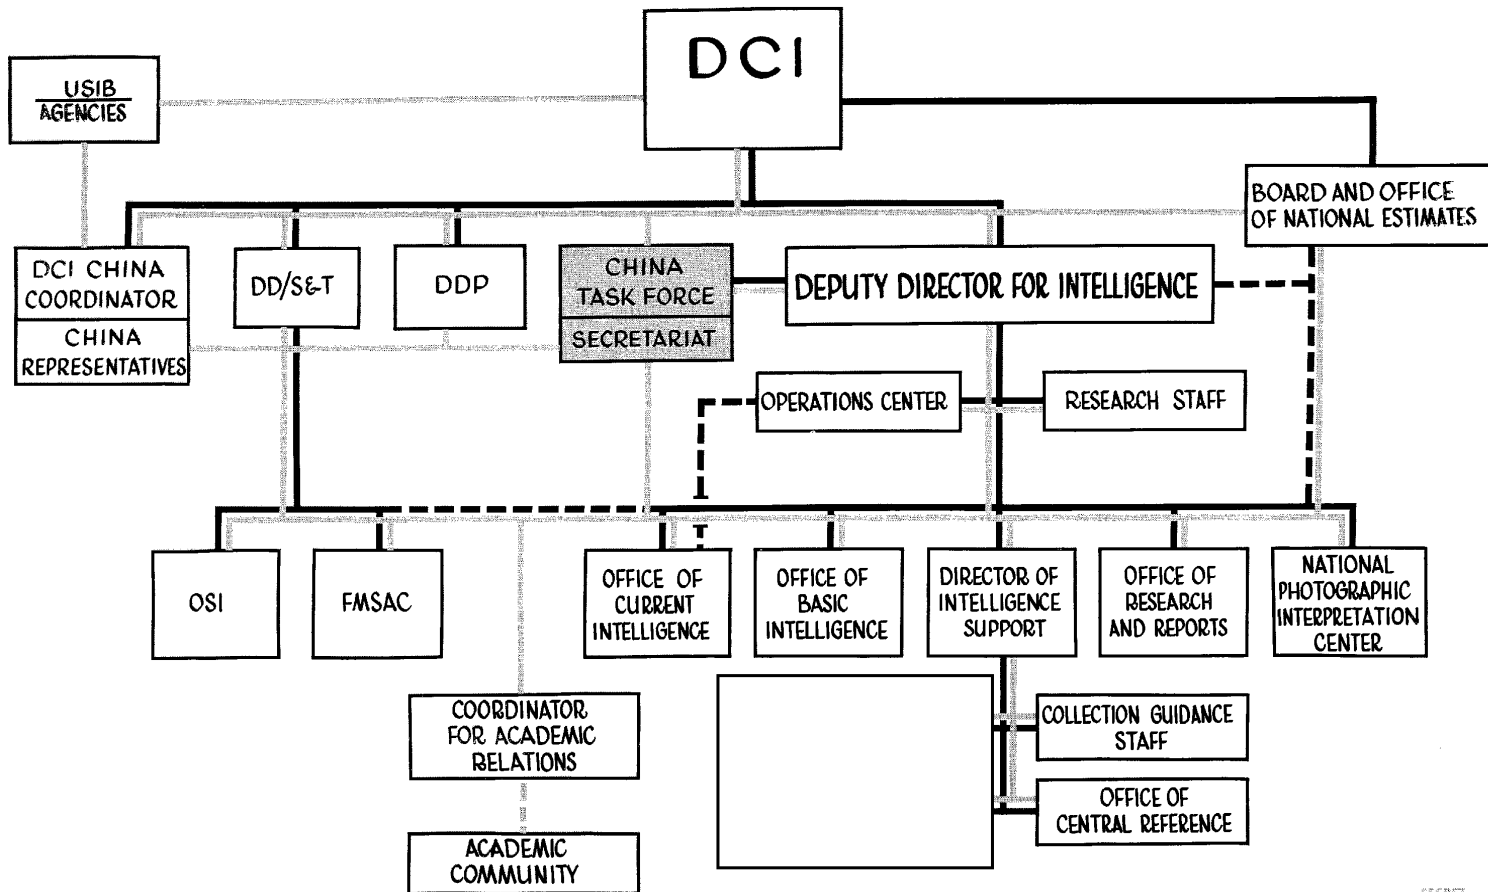 DCI
USIB
AGENCIES
BOARD AND OFFICE
OF NATIONAL ESTIMATES
DCI CHINA
COORDINATOR
CHINA
REPRESENTATIVES
DD/S&T
DDP
CHINA
TASK FORCE
SECRETARIAT
DEPUTY DIRECTOR FOR INTELLIGENCE
OPERATIONS CENTER
RESEARCH STAFF
OSI
FMSAC
OFFICE OF
CURRENT
INTELLIGENCE
OFFICE OF
BASIC
INTELLIGENCE
DIRECTOR OF
INTELLIGENCE
SUPPORT
OFFICE OF
RESEARCH
AND REPORTS
NATIONAL
PHOTOGRAPHIC
INTERPRETATION
CENTER
COORDINATOR
FOR ACADEMIC
RELATIONS
COLLECTION GUIDANCE
STAFF
OFFICE OF
CENTRAL REFERENCE
ACADEMIC
COMMUNITY